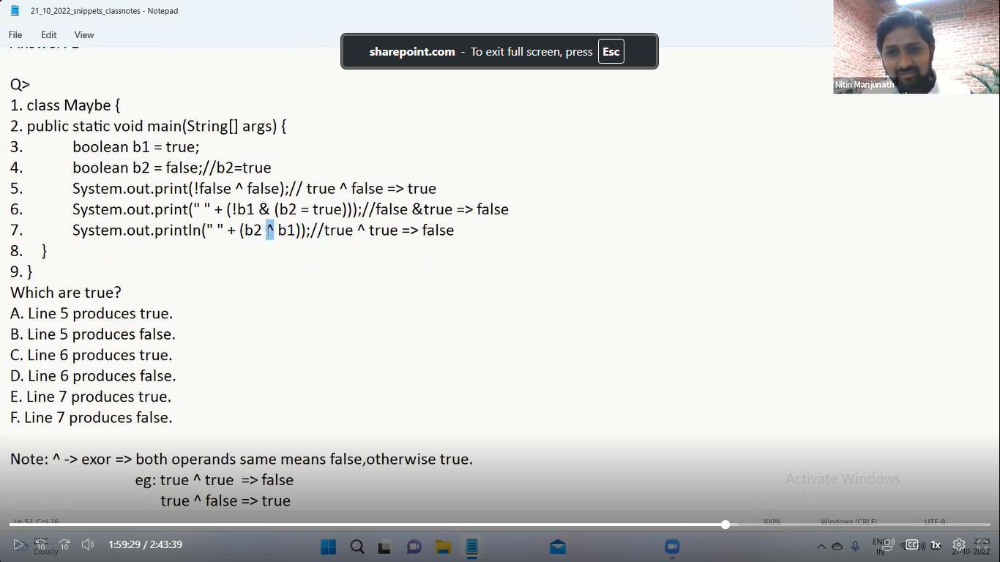 21_10_2022_snippets_classnotes - Notepad
File Edit View
sharepoint.com - To exit full screen, press Esc
Nitin Manjunath
Q>
1. class Maybe {
2. public static void main(String[] args) {
3. boolean b1 = true;
4. boolean b2 = false;//b2=true
5. System.out.print(!false ^ false);// true ^ false => true
6. System.out.print(" " + (!b1 & (b2 = true)));//false &true => false
7. System.out.println(" " + (b2 ^ b1));//true ^ true => false
8. }
9. }
Which are true?
A. Line 5 produces true.
B. Line 5 produces false.
C. Line 6 produces true.
D. Line 6 produces false.
E. Line 7 produces true.
F. Line 7 produces false.
Note: ^ -> exor => both operands same means false,otherwise true.
eg: true ^ true => false
true ^ false => true
Activate Windows
Go to Settings to activate Windows.
Ln 52, Col 36 100% Windows (CRLF) UTF-8
10 10 1:59:29 / 2:43:39
Cloudy
ENG
IN
CC 1x
21-10-2022